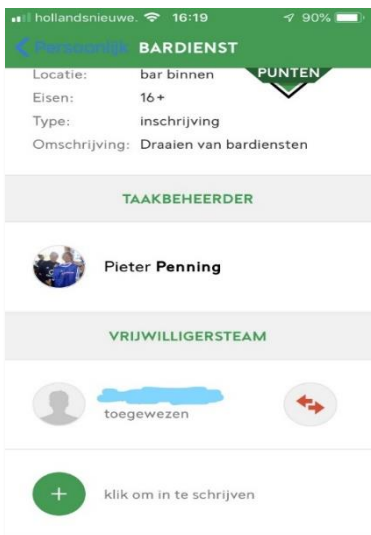 hollandsnieuwe. 16:19 90%
Persoonlijk BARDIENST
Locatie: bar binnen PUNTEN
Eisen: 16+
Type: inschrijving
Omschrijving: Draaien van bardiensten
TAAKBEHEERDER
Pieter Penning
VRIJWILLIGERSTEAM
toegewezen
+ klik om in te schrijven